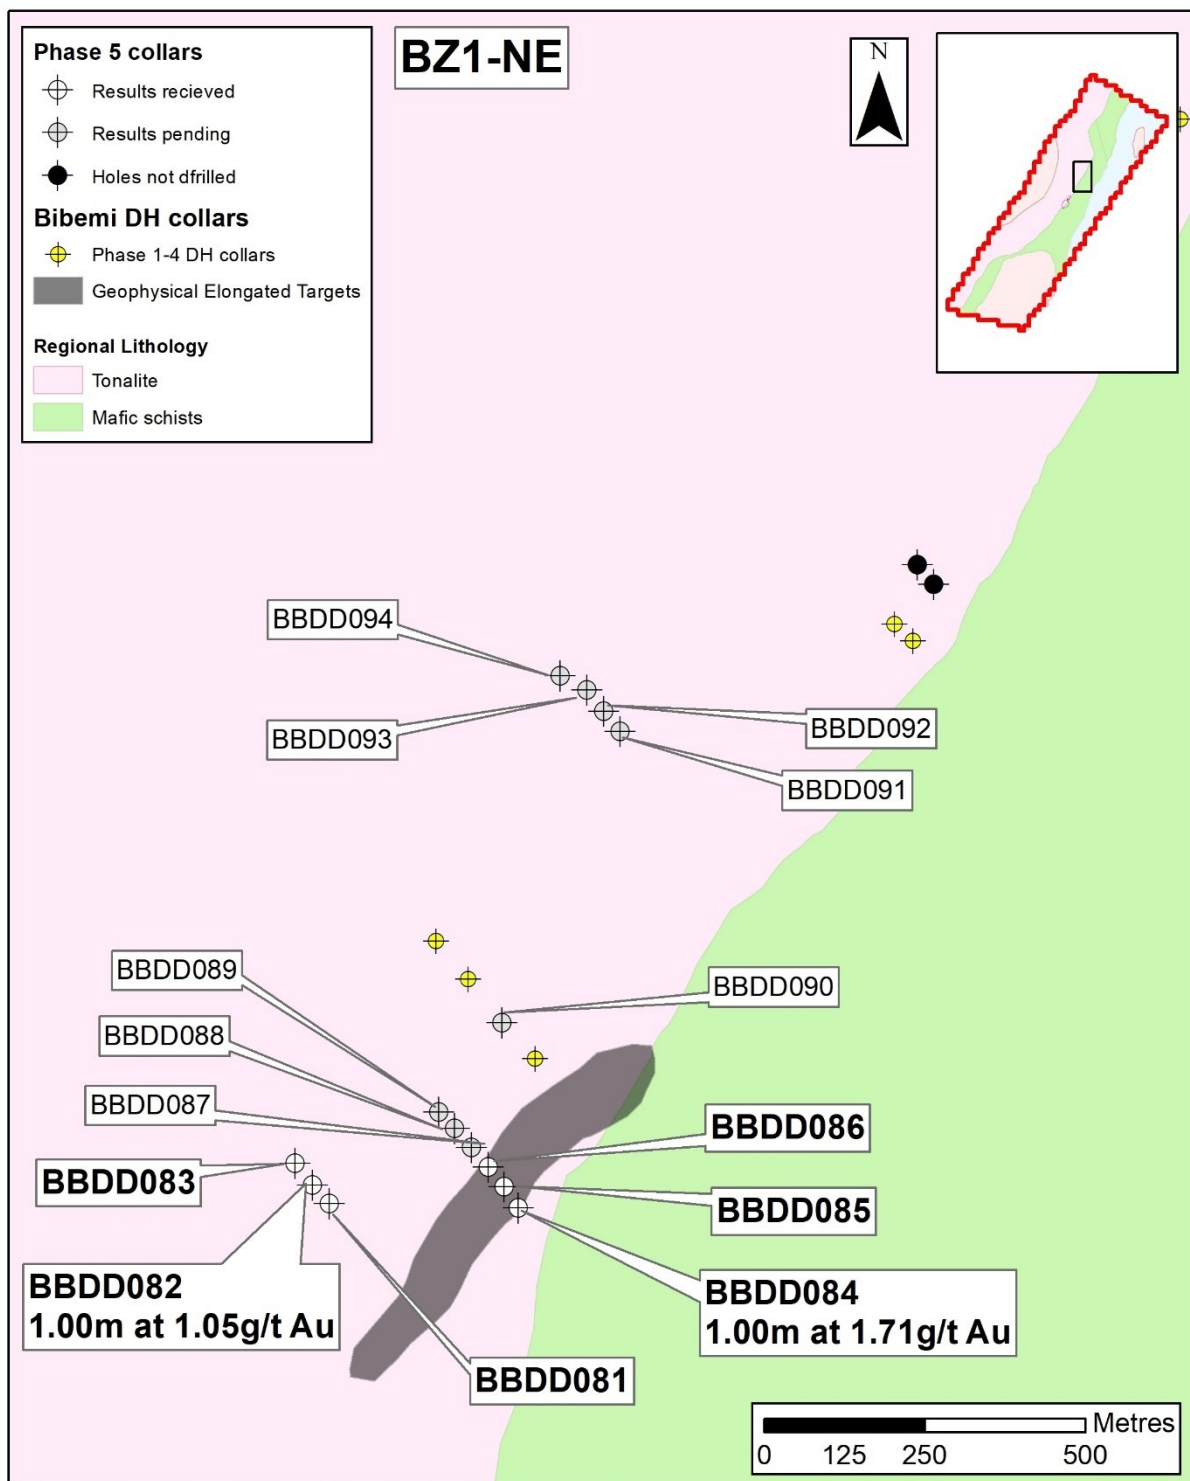 BZ1-NE
N
Phase 5 collars
Results recieved
Results pending
Holes not dfrilled
Bibemi DH collars
Phase 1-4 DH collars
Geophysical Elongated Targets
Regional Lithology
Tonalite
Mafic schists
BBDD094
BBDD093
BBDD092
BBDD091
BBDD089
BBDD090
BBDD088
BBDD087
BBDD086
BBDD083
BBDD085
BBDD082
1.00m at 1.05g/t Au
BBDD084
1.00m at 1.71g/t Au
BBDD081
Metres
0 125 250 500